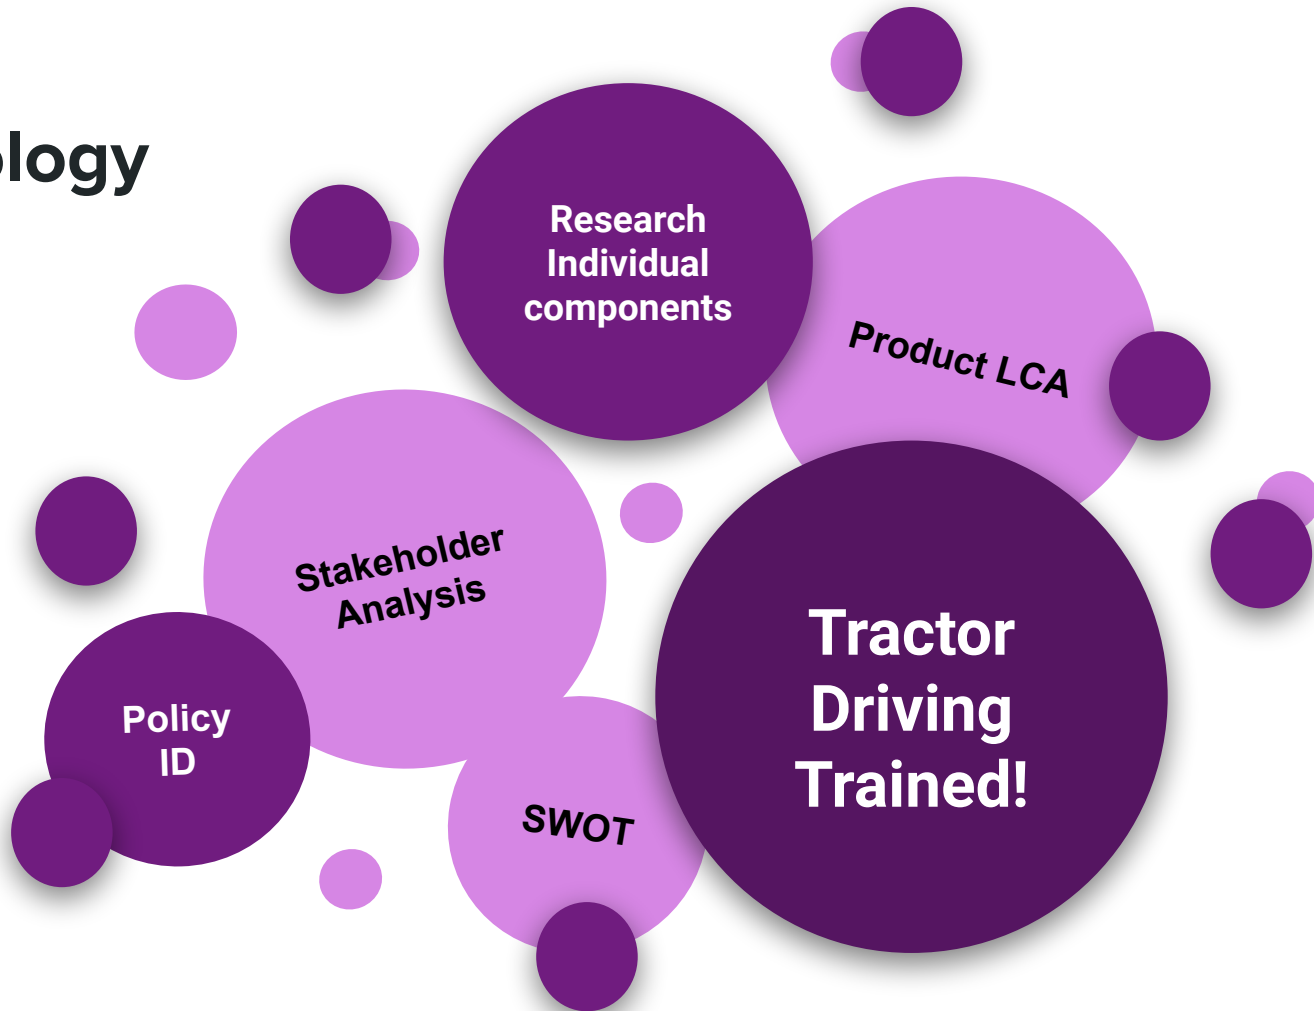 ology
Research
Individual
components
Product LCA
Stakeholder
Analysis
Tractor
Driving
Trained!
Policy
ID
SWOT